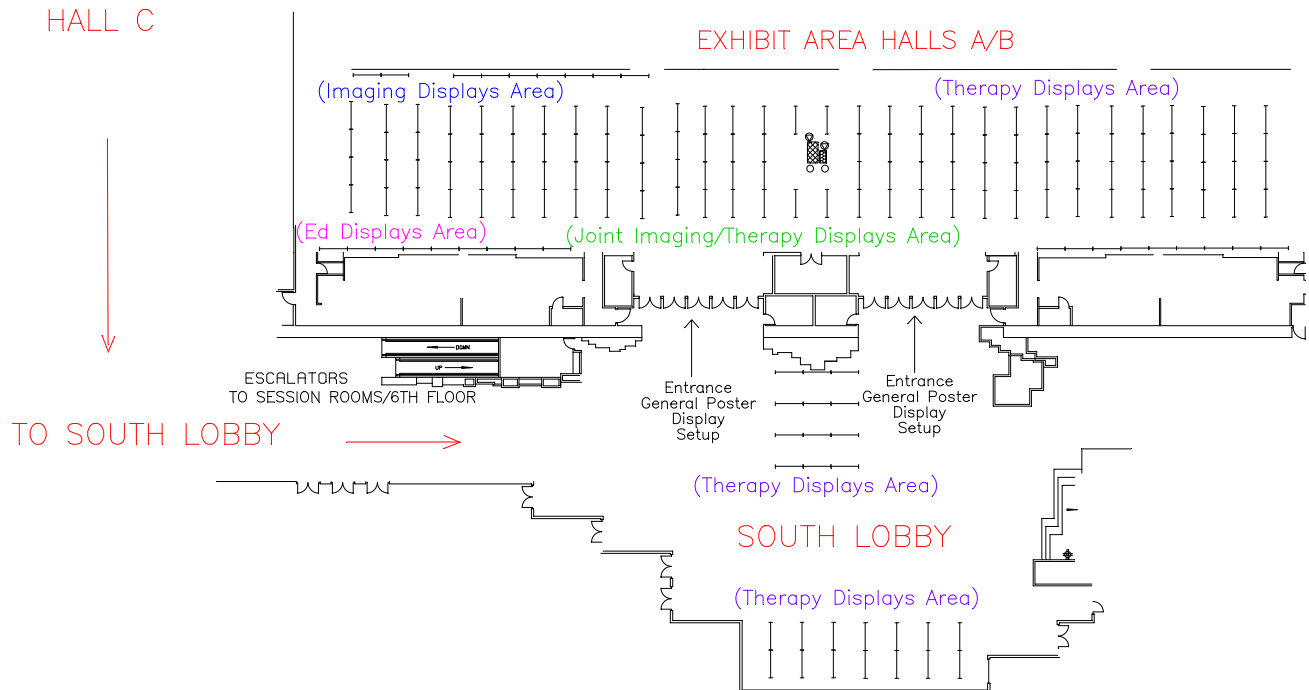 HALL C
EXHIBIT AREA HALLS A/B
(Imaging Displays Area)
(Therapy Displays Area)
(Ed Displays Area)
(Joint Imaging/Therapy Displays Area)
DOWN
UP
ESCALATORS
TO SESSION ROOMS/6TH FLOOR
Entrance
General Poster
Display
Setup
Entrance
General Poster
Display
Setup
TO SOUTH LOBBY
(Therapy Displays Area)
SOUTH LOBBY
(Therapy Displays Area)